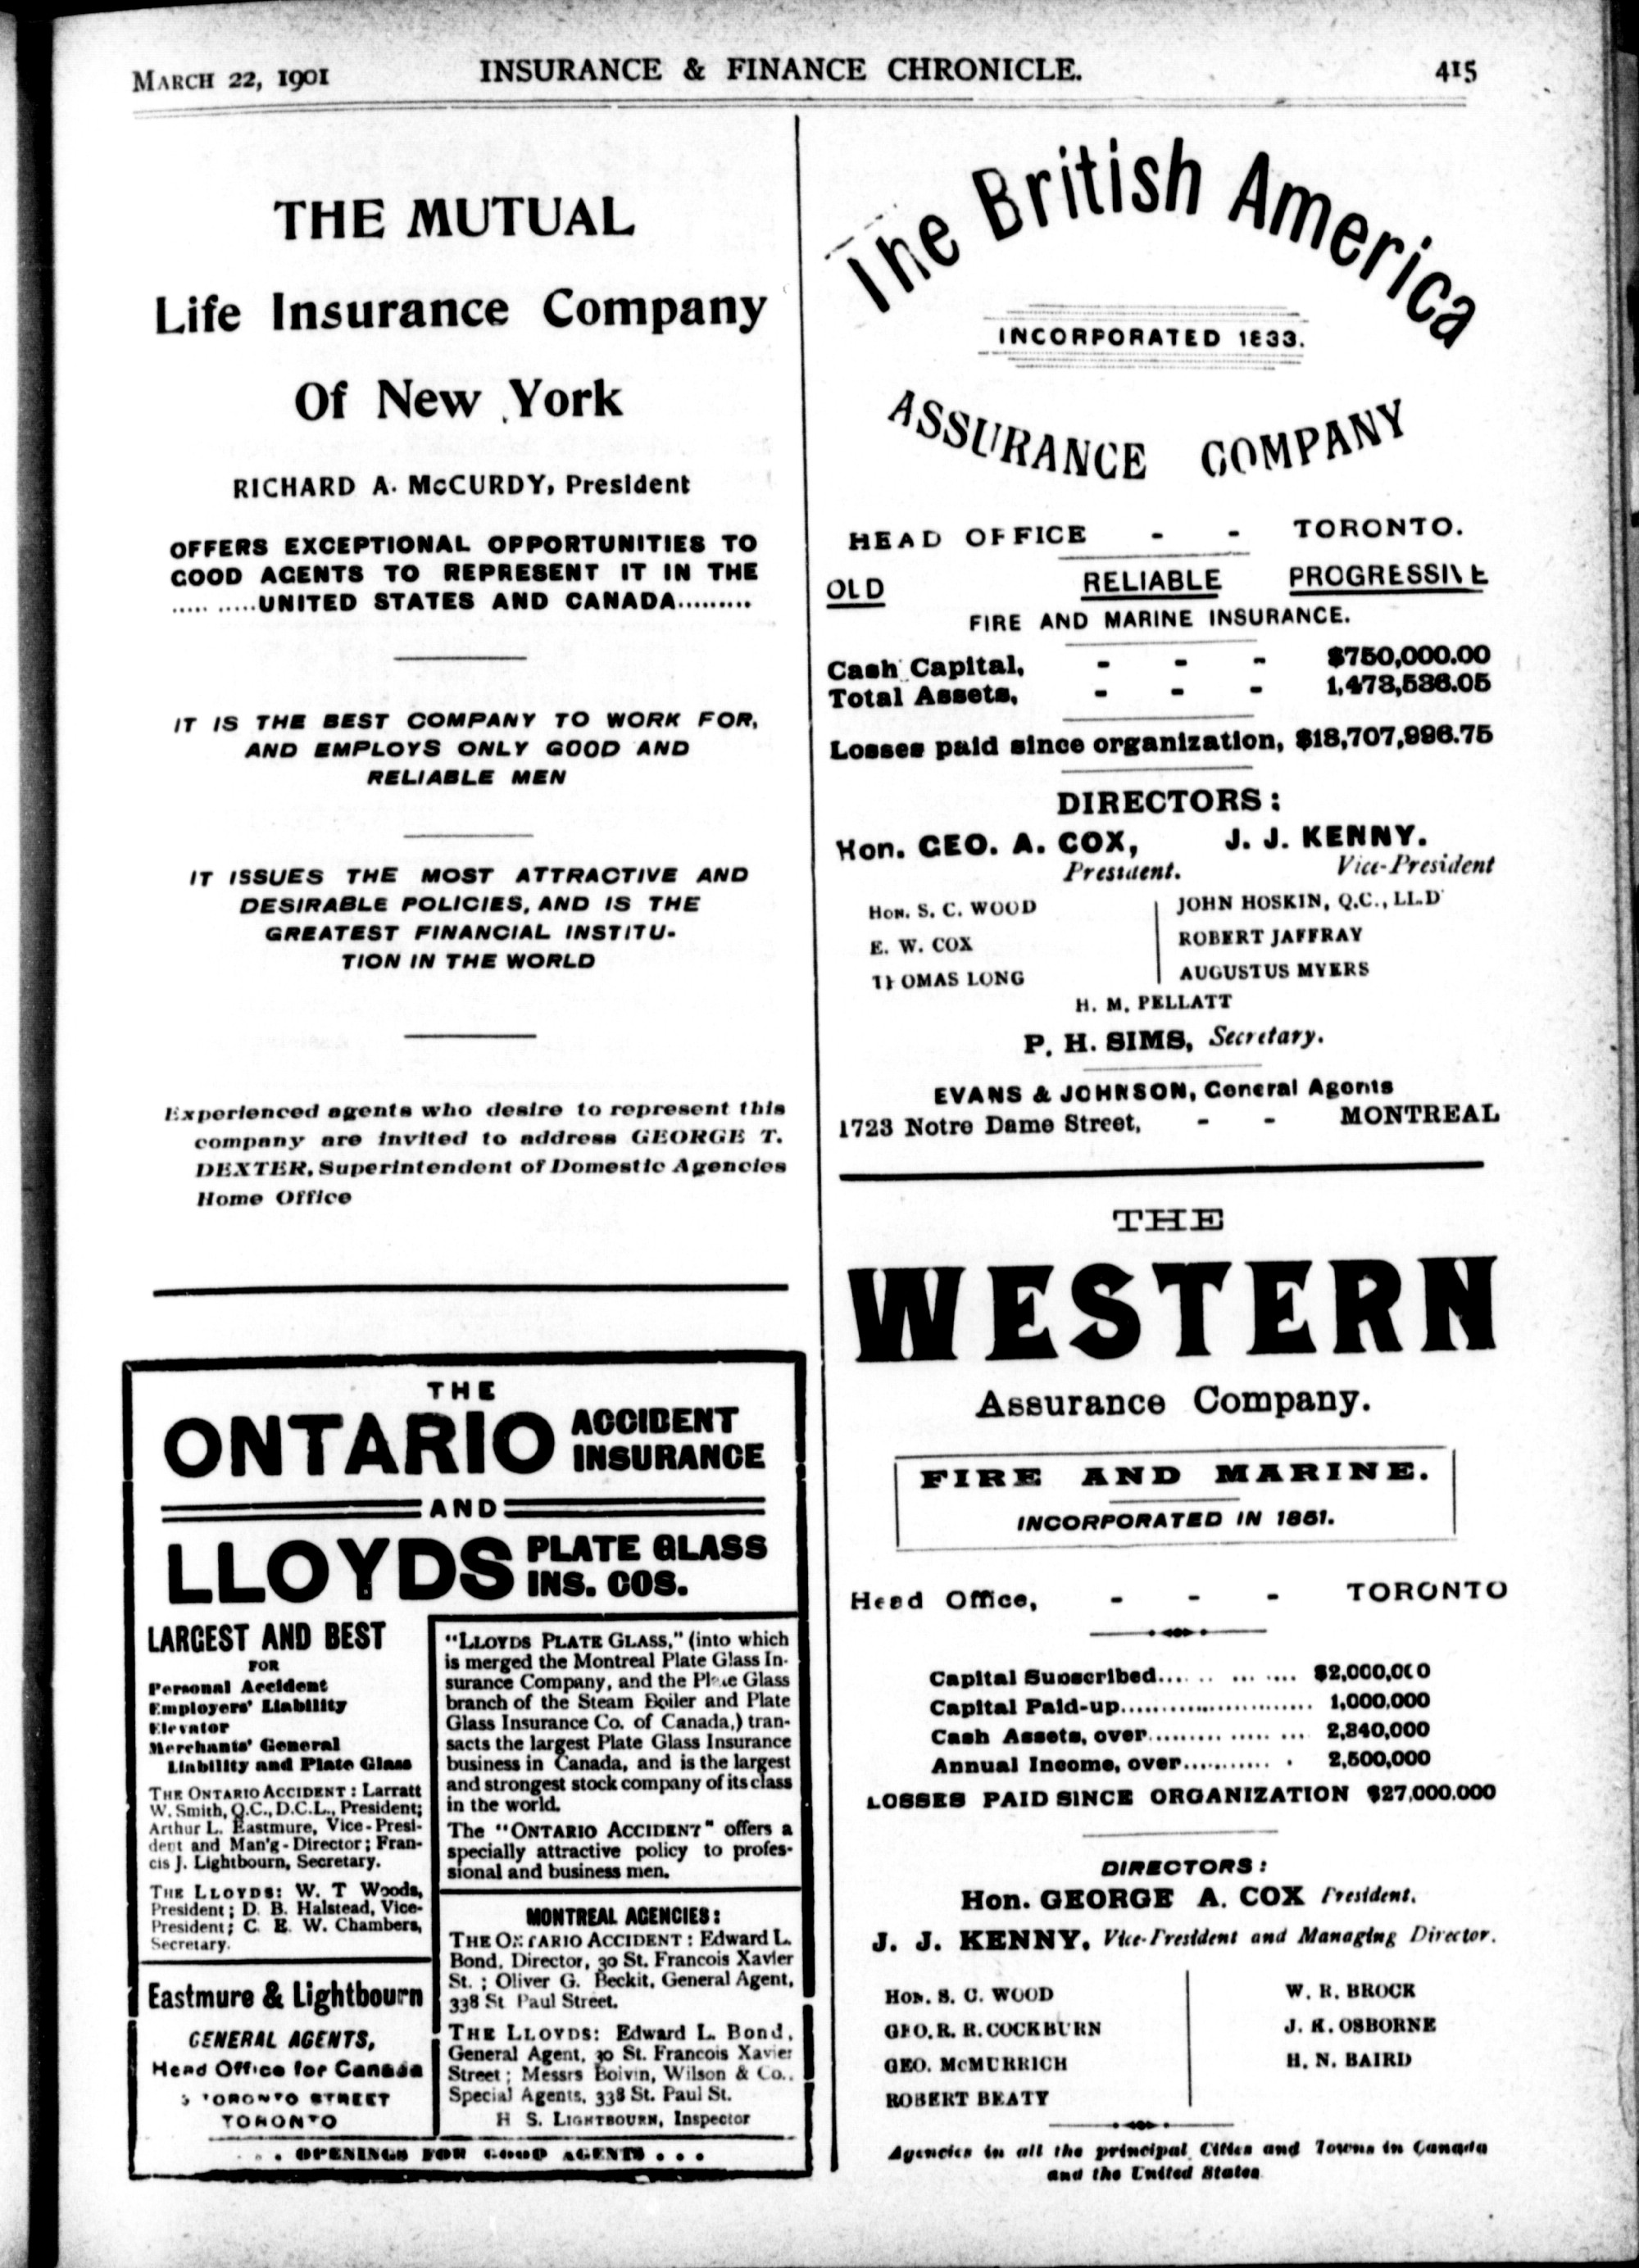 MARCH 22, 1901 INSURANCE & FINANCE CHRONICLE. 415
THE MUTUAL
Life Insurance Company
Of New York
RICHARD A. McCURDY, President
OFFERS EXCEPTIONAL OPPORTUNITIES TO
GOOD AGENTS TO REPRESENT IT IN THE
..... .....UNITED STATES AND CANADA.........
IT IS THE BEST COMPANY TO WORK FOR,
AND EMPLOYS ONLY GOOD AND
RELIABLE MEN
IT ISSUES THE MOST ATTRACTIVE AND
DESIRABLE POLICIES, AND IS THE
GREATEST FINANCIAL INSTITU-
TION IN THE WORLD
Experienced agents who desire to represent this
company are invited to address GEORGE T.
DEXTER, Superintendent of Domestic Agencies
Home Office
THE
ONTARIO ACCIDENT
INSURANCE
AND
LLOYDS PLATE GLASS
INS. COS.
LARGEST AND BEST
FOR
Personal Accident
Employers' Liability
Elevator
Merchants' General
Liability and Plate Glass
THE ONTARIO ACCIDENT: Larratt
W. Smith, Q.C., D.C.L., President;
Arthur L. Eastmure, Vice-Presi-
dent and Man'g-Director; Fran-
cis J. Lightbourn, Secretary.
THE LLOYDS: W. T Woods,
President; D. B. Halstead, Vice-
President; C. E. W. Chambers,
Secretary.
Eastmure & Lightbourn
GENERAL AGENTS,
Head Office for Canada
3 TORONTO STREET
TORONTO
"LLOYDS PLATE GLASS," (into which
is merged the Montreal Plate Glass In-
surance Company, and the Plate Glass
branch of the Steam Boiler and Plate
Glass Insurance Co. of Canada,) tran-
sacts the largest Plate Glass Insurance
business in Canada, and is the largest
and strongest stock company of its class
in the world.
The "ONTARIO ACCIDENT" offers a
specially attractive policy to profes-
sional and business men.
MONTREAL AGENCIES:
THE ONTARIO ACCIDENT: Edward L.
Bond, Director, 30 St. Francois Xavier
St.; Oliver G. Beckit, General Agent,
338 St Paul Street.
THE LLOYDS: Edward L. Bond,
General Agent, 30 St. Francois Xavier
Street; Messrs Boivin, Wilson & Co.,
Special Agents, 338 St. Paul St.
H S. LIGHTBOURN, Inspector
. . . OPENINGS FOR GOOD AGENTS . . .
The British America
INCORPORATED 1833.
ASSURANCE COMPANY
HEAD OFFICE - - TORONTO.
OLD RELIABLE PROGRESSIVE
FIRE AND MARINE INSURANCE.
Cash Capital, - - - $750,000.00
Total Assets, - - - 1,473,536.05
Losses paid since organization, $18,707,996.75
DIRECTORS:
Hon. GEO. A. COX, J. J. KENNY.
President. Vice-President
HON. S. C. WOOD JOHN HOSKIN, Q.C., LL.D
E. W. COX ROBERT JAFFRAY
THOMAS LONG AUGUSTUS MYERS
H. M. PELLATT
P. H. SIMS, Secretary.
EVANS & JOHNSON, General Agents
1723 Notre Dame Street, - - MONTREAL
THE
WESTERN
Assurance Company.
FIRE AND MARINE.
INCORPORATED IN 1851.
Head Office, - - - TORONTO
Capital Subscribed... .. ... .... $2,000,000
Capital Paid-up......................... 1,000,000
Cash Assets, over......... ..... ... 2,340,000
Annual Income, over........... . 2,500,000
LOSSES PAID SINCE ORGANIZATION $27,000.000
DIRECTORS:
Hon. GEORGE A. COX President.
J. J. KENNY, Vice-President and Managing Director.
HON. S. C. WOOD W. R. BROCK
GEO. R. R. COCKBURN J. K. OSBORNE
GEO. McMURRICH H. N. BAIRD
ROBERT BEATY
Agencies in all the principal Cities and Towns in Canada
and the United States